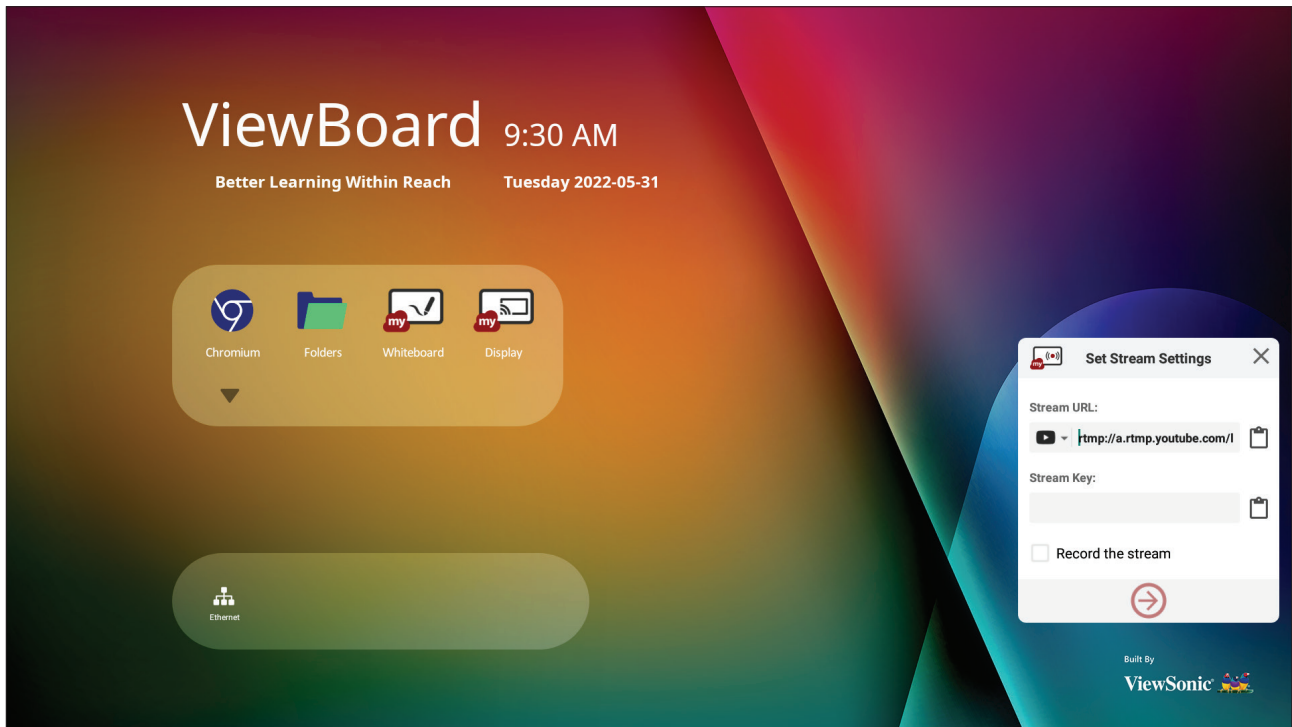 ViewBoard 9:30 AM
Better Learning Within Reach Tuesday 2022-05-31
Chromium Folders my Whiteboard my Display
Ethernet
my Set Stream Settings
Stream URL:
rtmp://a.rtmp.youtube.com/l
Stream Key:
Record the stream
Built By
ViewSonic